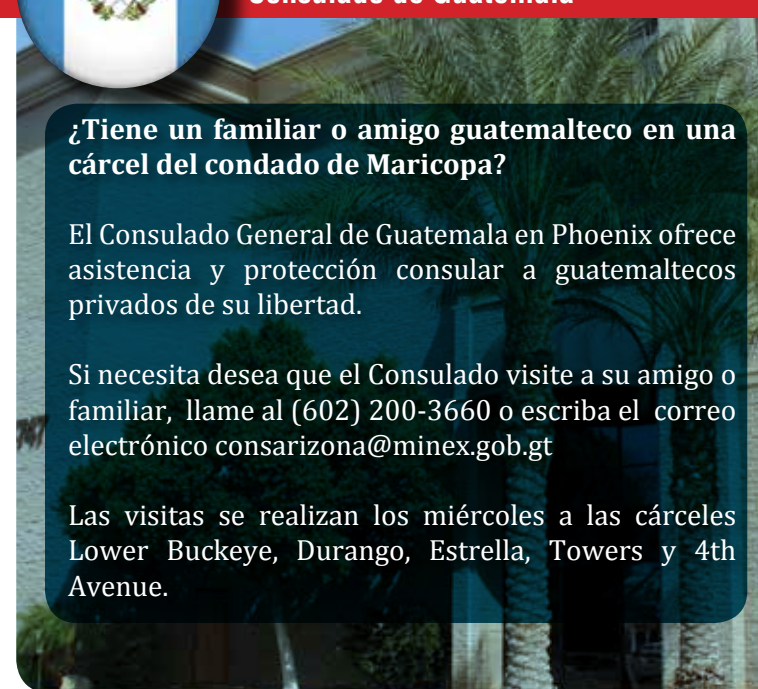 ¿Tiene un familiar o amigo guatemalteco en una
cárcel del condado de Maricopa?
El Consulado General de Guatemala en Phoenix ofrece
asistencia y protección consular a guatemaltecos
privados de su libertad.
Si necesita desea que el Consulado visite a su amigo o
familiar, llame al (602) 200-3660 o escriba el correo
electrónico consarizona@minex.gob.gt
Las visitas se realizan los miércoles a las cárceles
Lower Buckeye, Durango, Estrella, Towers y 4th
Avenue.